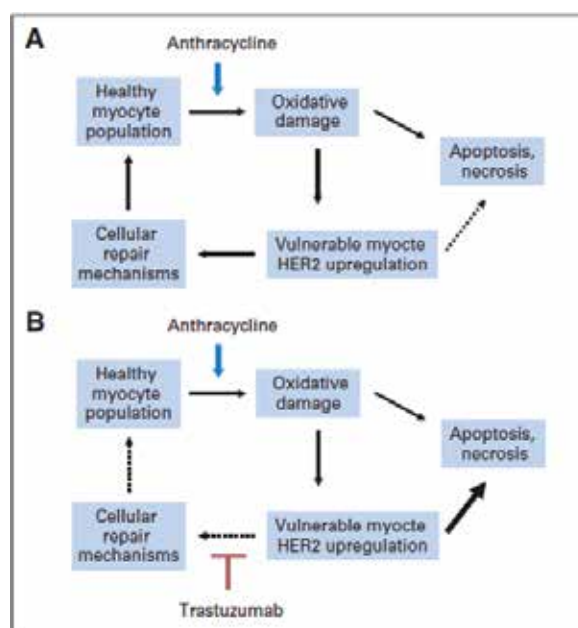 A
Anthracycline
Healthy
myocyte
population
Oxidative
damage
Apoptosis,
necrosis
Cellular
repair
mechanisms
Vulnerable myocte
HER2 upregulation
B
Anthracycline
Healthy
myocyte
population
Oxidative
damage
Apoptosis,
necrosis
Cellular
repair
mechanisms
Vulnerable myocte
HER2 upregulation
Trastuzumab